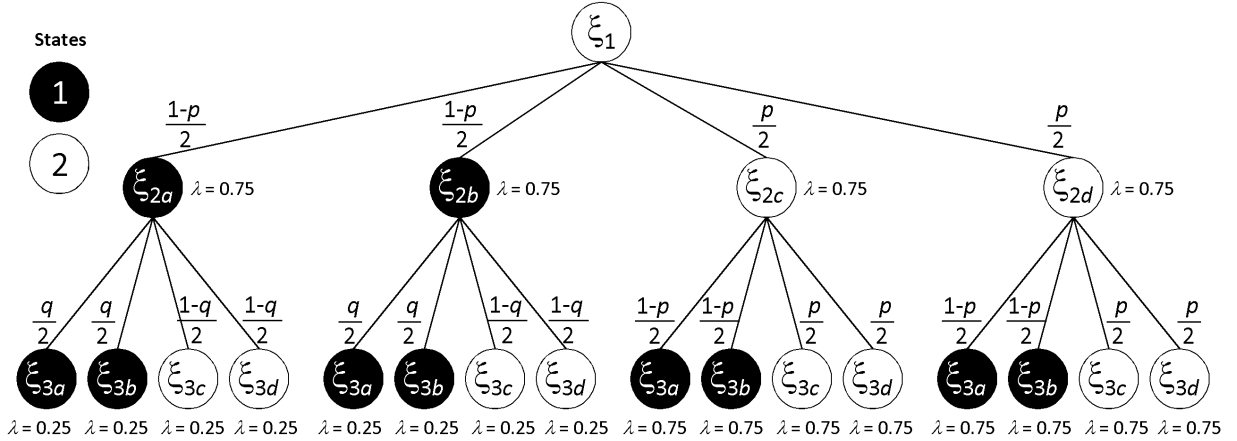 ξ1
States
1
2
1-p/2 1-p/2 p/2 p/2
ξ2a λ = 0.75 ξ2b λ = 0.75 ξ2c λ = 0.75 ξ2d λ = 0.75
q/2 q/2 1-q/2 1-q/2 q/2 q/2 1-q/2 1-q/2 1-p/2 1-p/2 p/2 p/2 1-p/2 1-p/2 p/2 p/2
ξ3a ξ3b ξ3c ξ3d ξ3a ξ3b ξ3c ξ3d ξ3a ξ3b ξ3c ξ3d ξ3a ξ3b ξ3c ξ3d
λ = 0.25 λ = 0.25 λ = 0.25 λ = 0.25 λ = 0.25 λ = 0.25 λ = 0.25 λ = 0.25 λ = 0.75 λ = 0.75 λ = 0.75 λ = 0.75 λ = 0.75 λ = 0.75 λ = 0.75 λ = 0.75